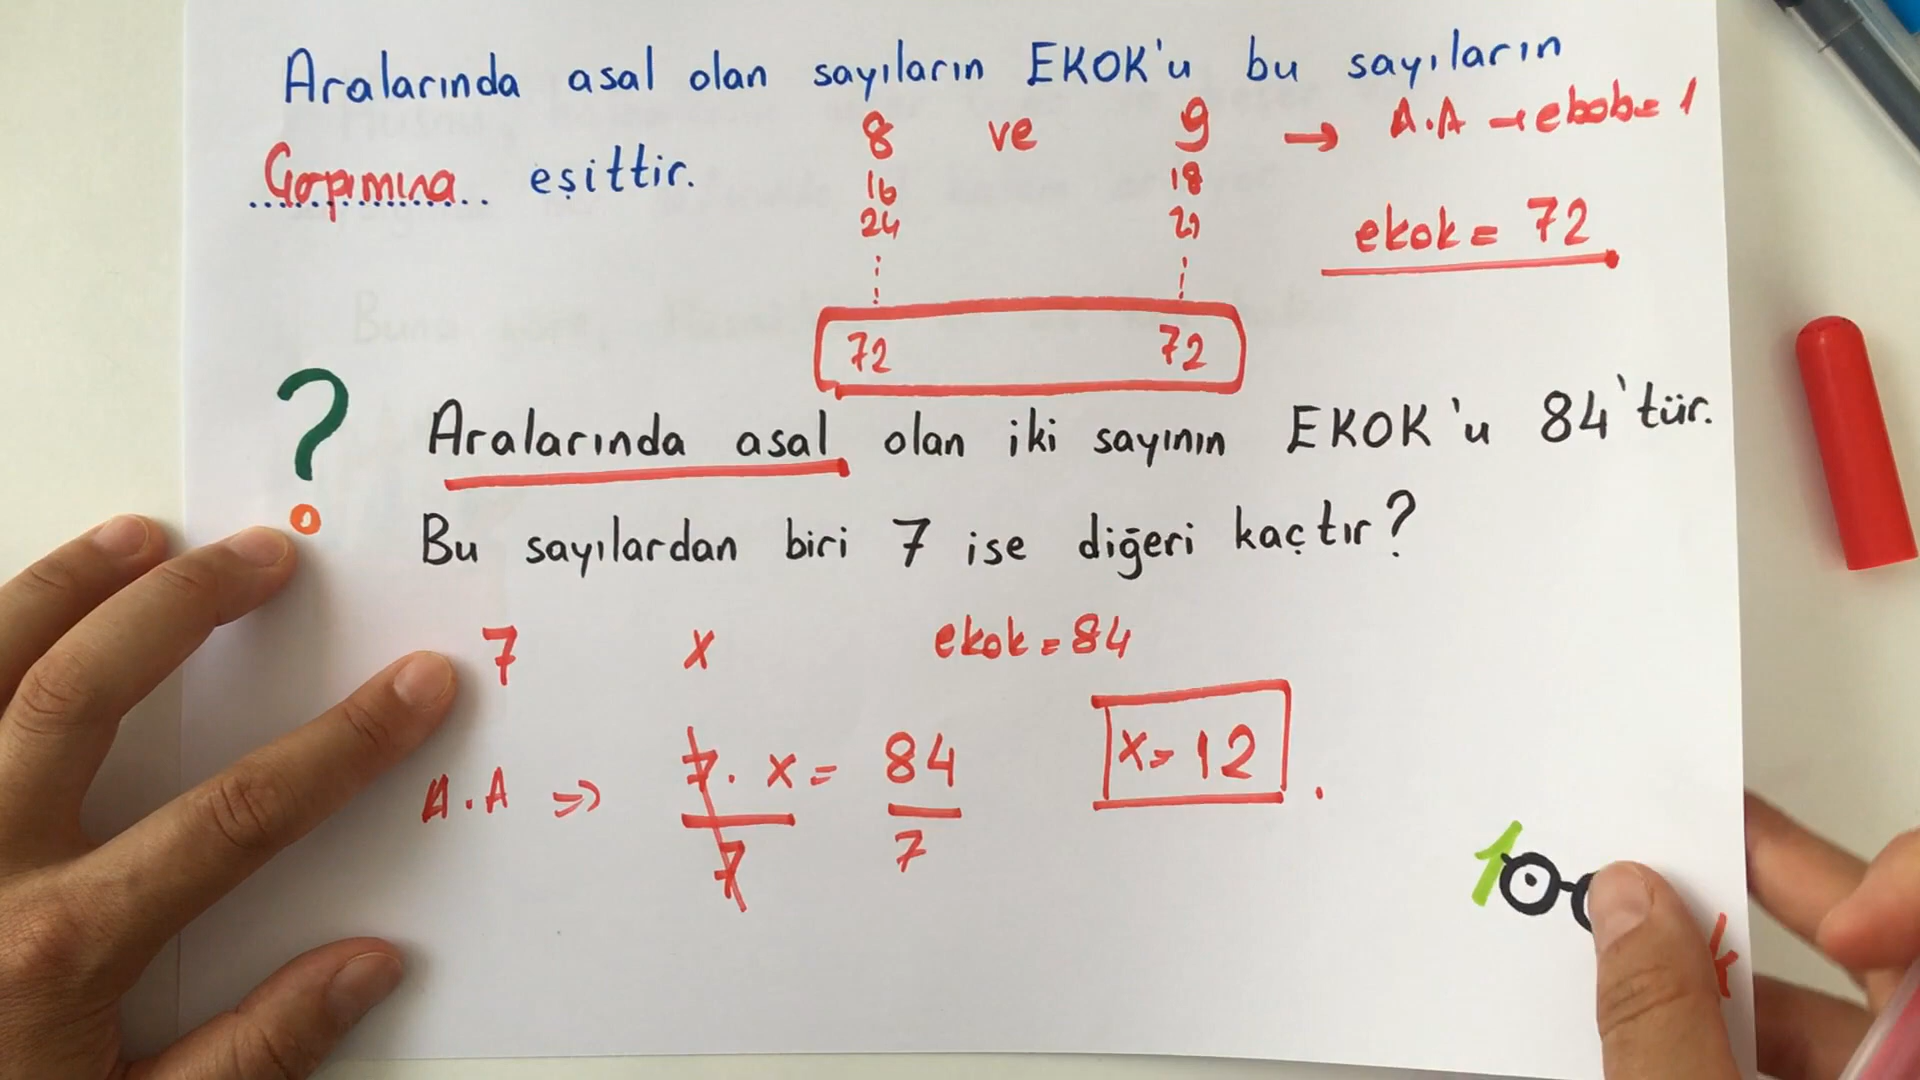 Aralarında asal olan sayıların EKOK'u bu sayıların
Çarpımına eşittir.
8 ve 9 → A.A → ebob = 1
16 18
24 27
ekok = 72
72 72
? Aralarında asal olan iki sayının EKOK'u 84'tür.
Bu sayılardan biri 7 ise diğeri kaçtır?
7 x ekok = 84
A.A => 7 . x = 84
7 7
x = 12